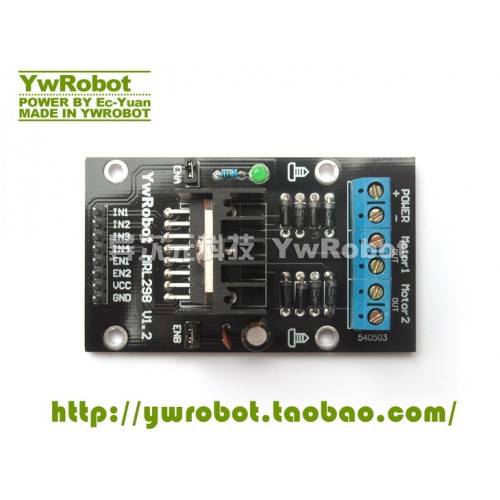 YwRobot
POWER BY Ec-Yuan
MADE IN YWROBOT
ENA
YwRobot MRL298 V1.2
IN1
IN2
IN3
IN4
EN1
EN2
VCC
GND
ENB
POWER
+
Motor1
OUT
Motor2
OUT
540503
科技 YwRobot
http://ywrobot.taobao.com/